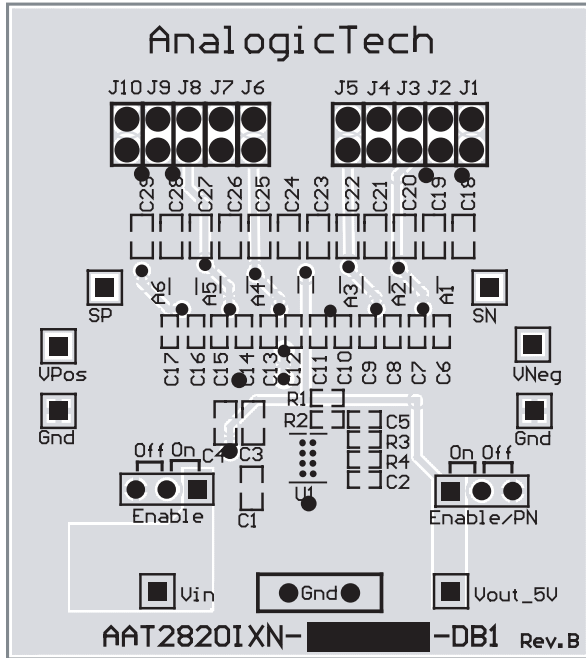 AnalogicTech
J10 J9 J8 J7 J6 J5 J4 J3 J2 J1
C29 C28 C27 C26 C25 C24 C23 C22 C21 C20 C19 C18
A6 A5 A4 A3 A2 A1
SP SN
C17 C16 C15 C14 C13 C12 C11 C10 C9 C8 C7 C6
VPos VNeg
R1
R2 C5
Gnd Gnd
R3
C4 C3 R4
Off On On Off
C2
U1
Enable C1 Enable/PN
Vin Gnd Vout_5V
AAT2820IXN- -DB1 Rev.B